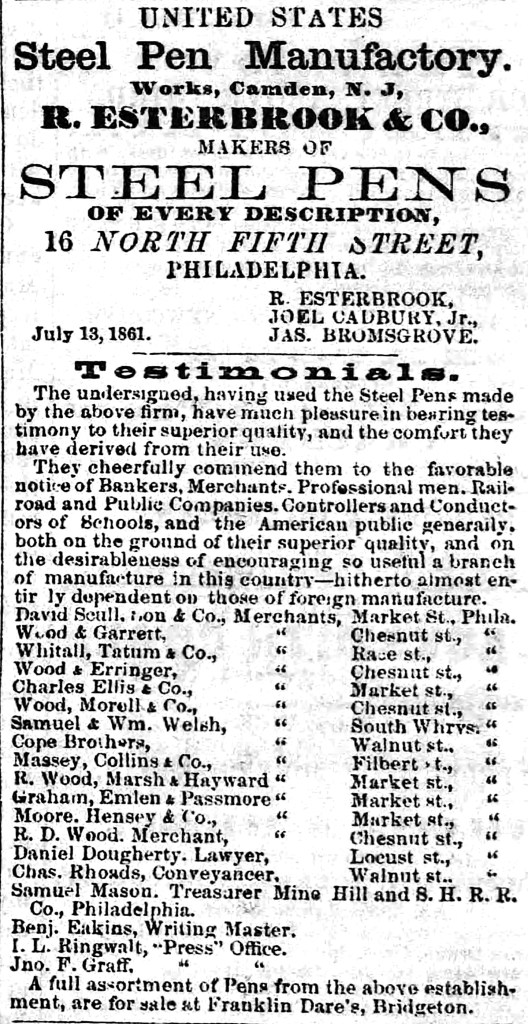 UNITED STATES
Steel Pen Manufactory.
Works, Camden, N. J,
R. ESTERBROOK & CO.,
MAKERS OF
STEEL PENS
OF EVERY DESCRIPTION,
16 NORTH FIFTH STREET,
PHILADELPHIA.
R. ESTERBROOK,
JOEL CADBURY, Jr.,
July 13, 1861. JAS. BROMSGROVE.
Testimonials.
The undersigned, having used the Steel Pens made
by the above firm, have much pleasure in bearing tes-
timony to their superior quality, and the comfort they
have derived from their use.
They cheerfully commend them to the favorable
notice of Bankers, Merchants. Professional men. Rail-
road and Public Companies. Controllers and Conduct-
ors of Schools, and the American public generally.
both on the ground of their superior quality, and on
the desirableness of encouraging so useful a branch
of manufacture in this country—hitherto almost en-
tir ly dependent on those of foreign manufacture.
David Scull. & Co., Merchants, Market St., Phila.
Wood & Garrett, " Chesnut st., "
Whitall, Tatum & Co., " Race st., "
Wood & Erringer, " Chesnut st., "
Charles Ellis & Co., " Market st., "
Wood, Morell & Co., " Chesnut st., "
Samuel & Wm. Welsh, " South Whrvs. "
Cope Brothers, " Walnut st.. "
Massey, Collins & Co., " Filbert t., "
R. Wood, Marsh & Hayward " Market st., "
Graham, Emlen & Passmore " Market st., "
Moore. Hensey & Co., " Market st., "
R. D. Wood. Merchant, " Chesnut st., "
Daniel Dougherty. Lawyer, Locust st., "
Chas. Rhoads, Conveyancer, Walnut st.. "
Samuel Mason. Treasurer Mine Hill and S. H. R. R.
Co., Philadelphia.
Benj. Eakins, Writing Master.
I. L. Ringwalt, "Press" Office.
Jno. F. Graff, " "
A full assortment of Pens from the above establish-
ment, are for sale at Franklin Dare's, Bridgeton.